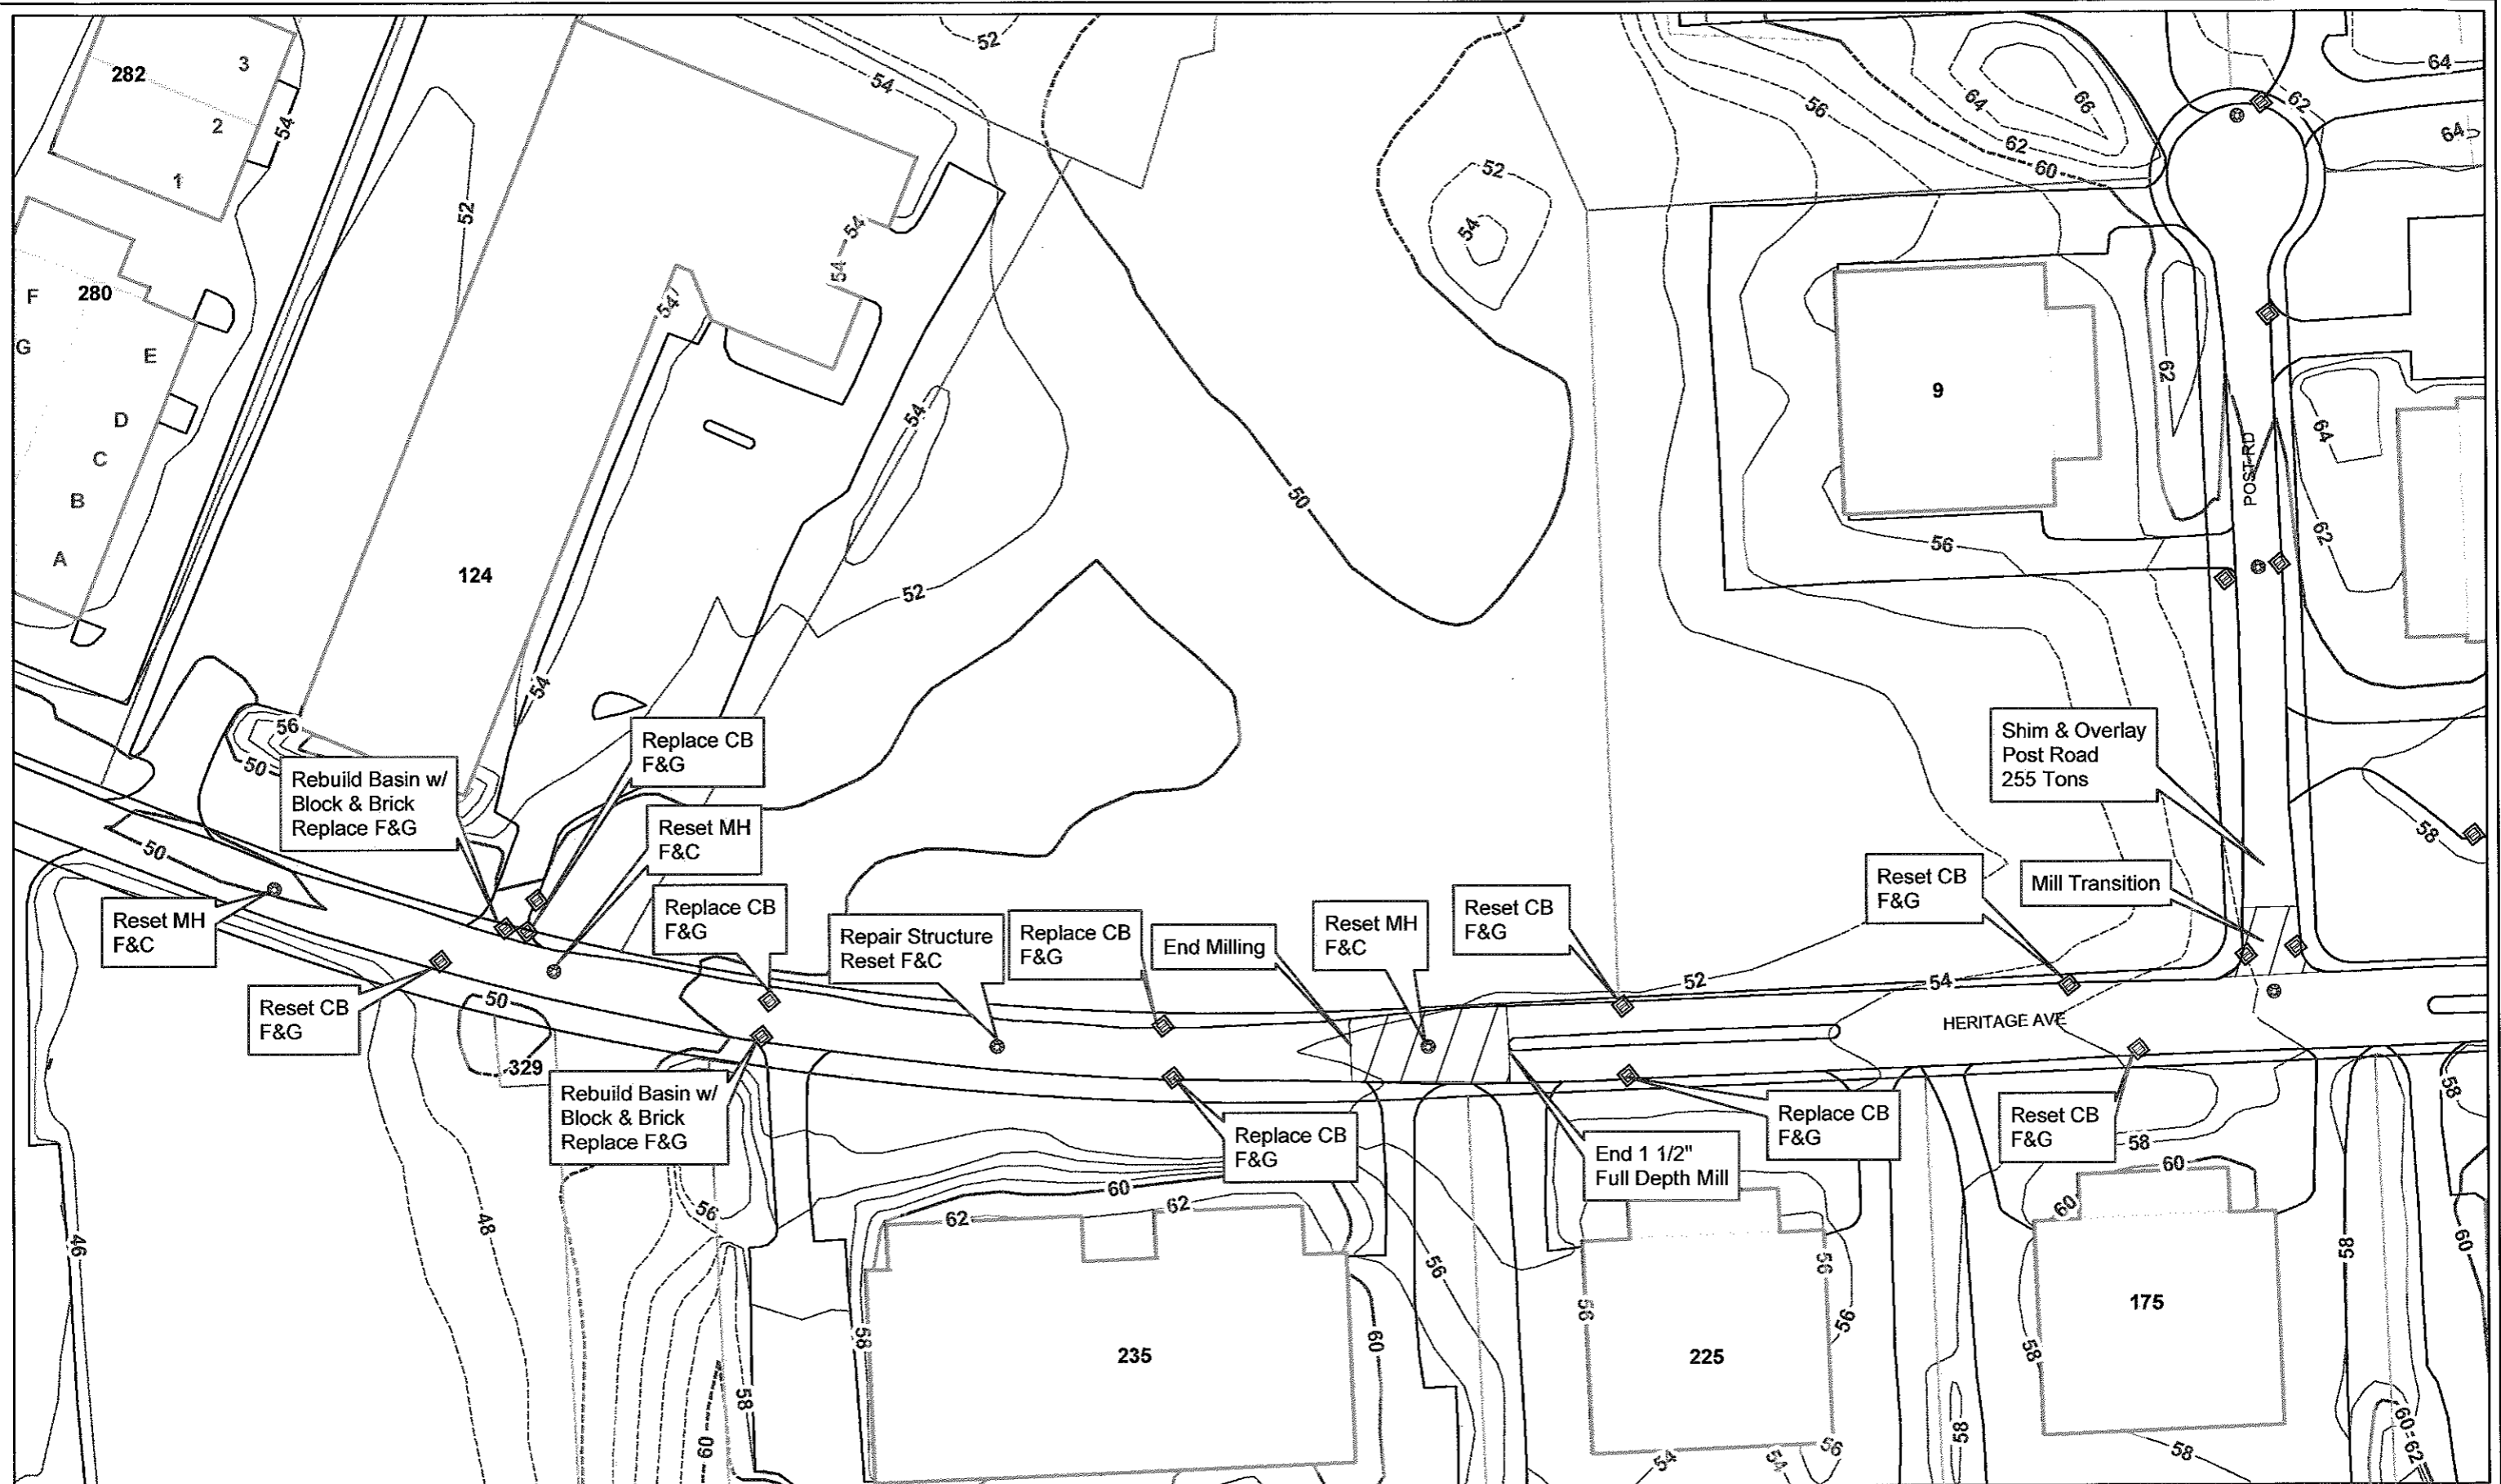 52
64
282
3
54
62
64
66
56
64
2
54
62
64
52
60
1
52
54
54
54
F
280
54
G
E
9
62
54
D
64
C
POST RD
B
50
62
56
A
124
52
54
56
Replace CB
F&G
Shim & Overlay
Post Road
255 Tons
50
Rebuild Basin w/
Block & Brick
Replace F&G
Reset MH
F&C
58
50
Reset MH
F&C
Replace CB
F&G
Repair Structure
Reset F&C
Replace CB
F&G
End Milling
Reset MH
F&C
Reset CB
F&G
Reset CB
F&G
Mill Transition
52
54
Reset CB
F&G
50
HERITAGE AVE
329
Rebuild Basin w/
Block & Brick
Replace F&G
Replace CB
F&G
End 1 1/2"
Full Depth Mill
Replace CB
F&G
Reset CB
F&G
58
58
60
60
60
56
62
62
48
46
56
56
58
60
56
56
175
58
60
58
235
225
58
58
60
58
56
54
54
58
60
62